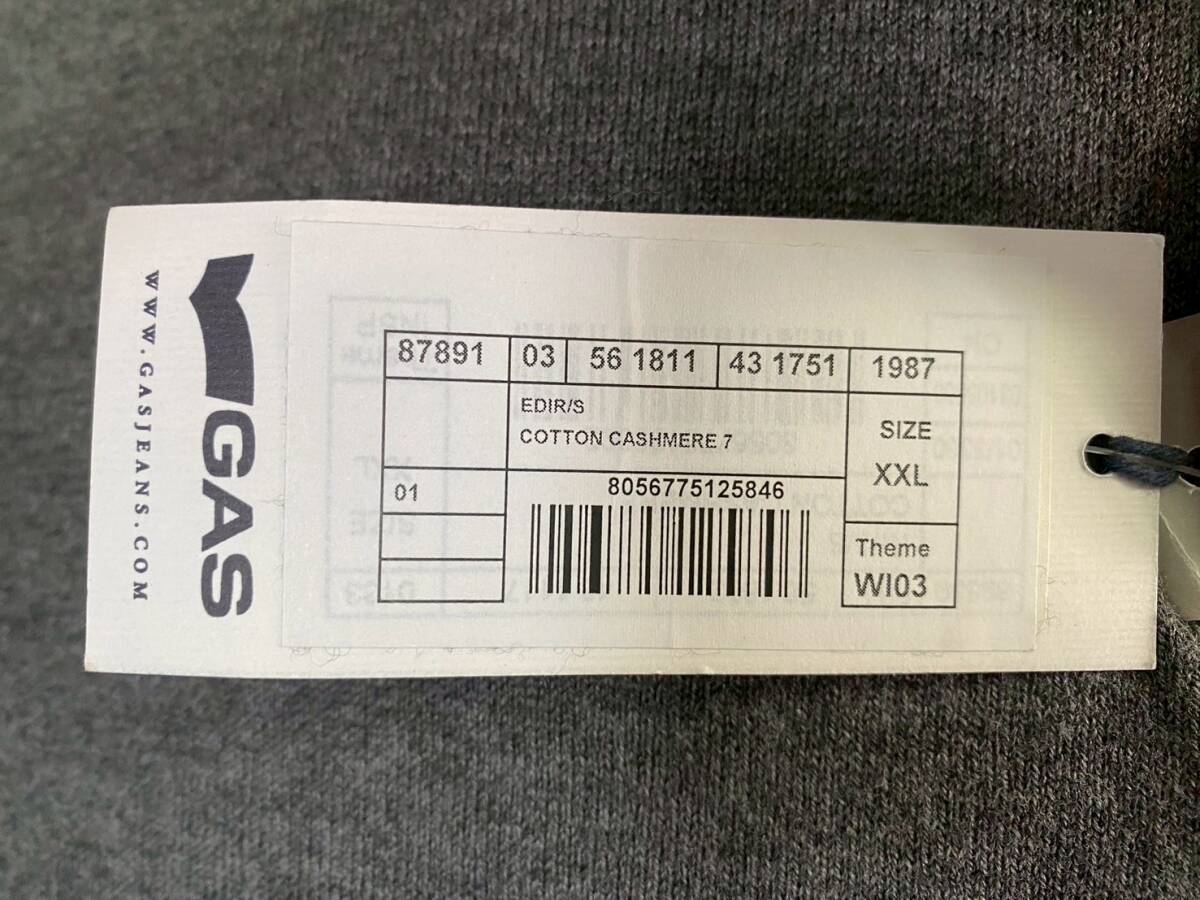 WWW.GASJEANS.COM
GAS
87891 03 56 1811 43 1751 1987
EDIR/S
COTTON CASHMERE 7
SIZE
XXL
01
8056775125846
Theme
WI03